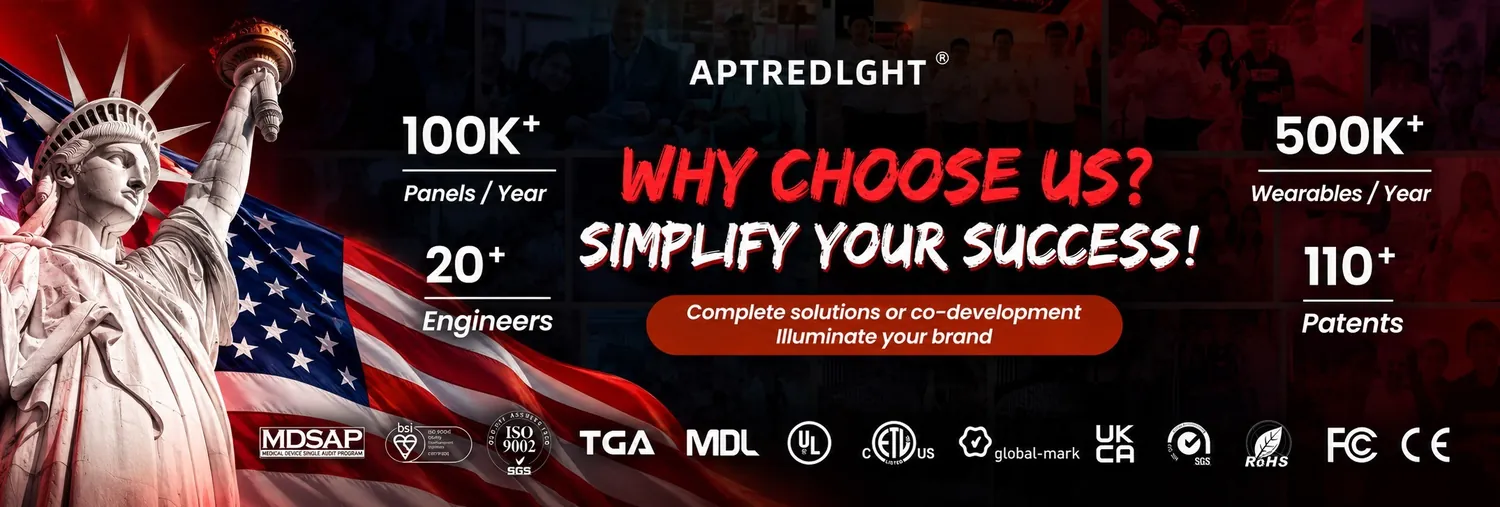 APTREDLGHT ®
100K+
Panels / Year
20+
Engineers
WHY CHOOSE US?
SIMPLIFY YOUR SUCCESS!
Complete solutions or co-development
Illuminate your brand
500K+
Wearables / Year
110+
Patents
MDSAP
MEDICAL DEVICE SINGLE AUDIT PROGRAM
bsi
ISO
9002
SGS
TGA
MDL
UL
C ETL US
LISTED
global-mark
UK
CA
SGS
RoHS
FC
CE